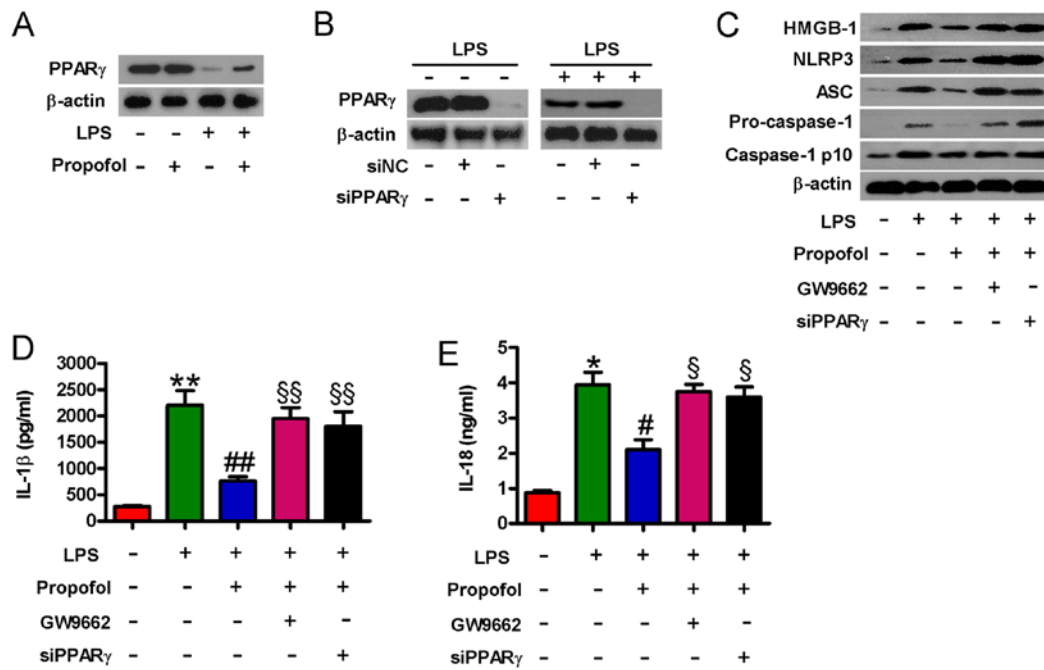 A
PPARγ
β-actin
LPS - - + +
Propofol - + - +
B
LPS LPS
- - - + + +
PPARγ
β-actin
siNC - + - - + -
siPPARγ - - + - - +
C
HMGB-1
NLRP3
ASC
Pro-caspase-1
Caspase-1 p10
β-actin
LPS - + + + +
Propofol - - + + +
GW9662 - - - + -
siPPARγ - - - - +
D
IL-1β (pg/ml)
3000
2500
2000
1500
1000
500
0
** ## §§ §§
LPS - + + + +
Propofol - - + + +
GW9662 - - - + -
siPPARγ - - - - +
E
IL-18 (ng/ml)
6
5
4
3
2
1
0
* # § §
LPS - + + + +
Propofol - - + + +
GW9662 - - - + -
siPPARγ - - - - +